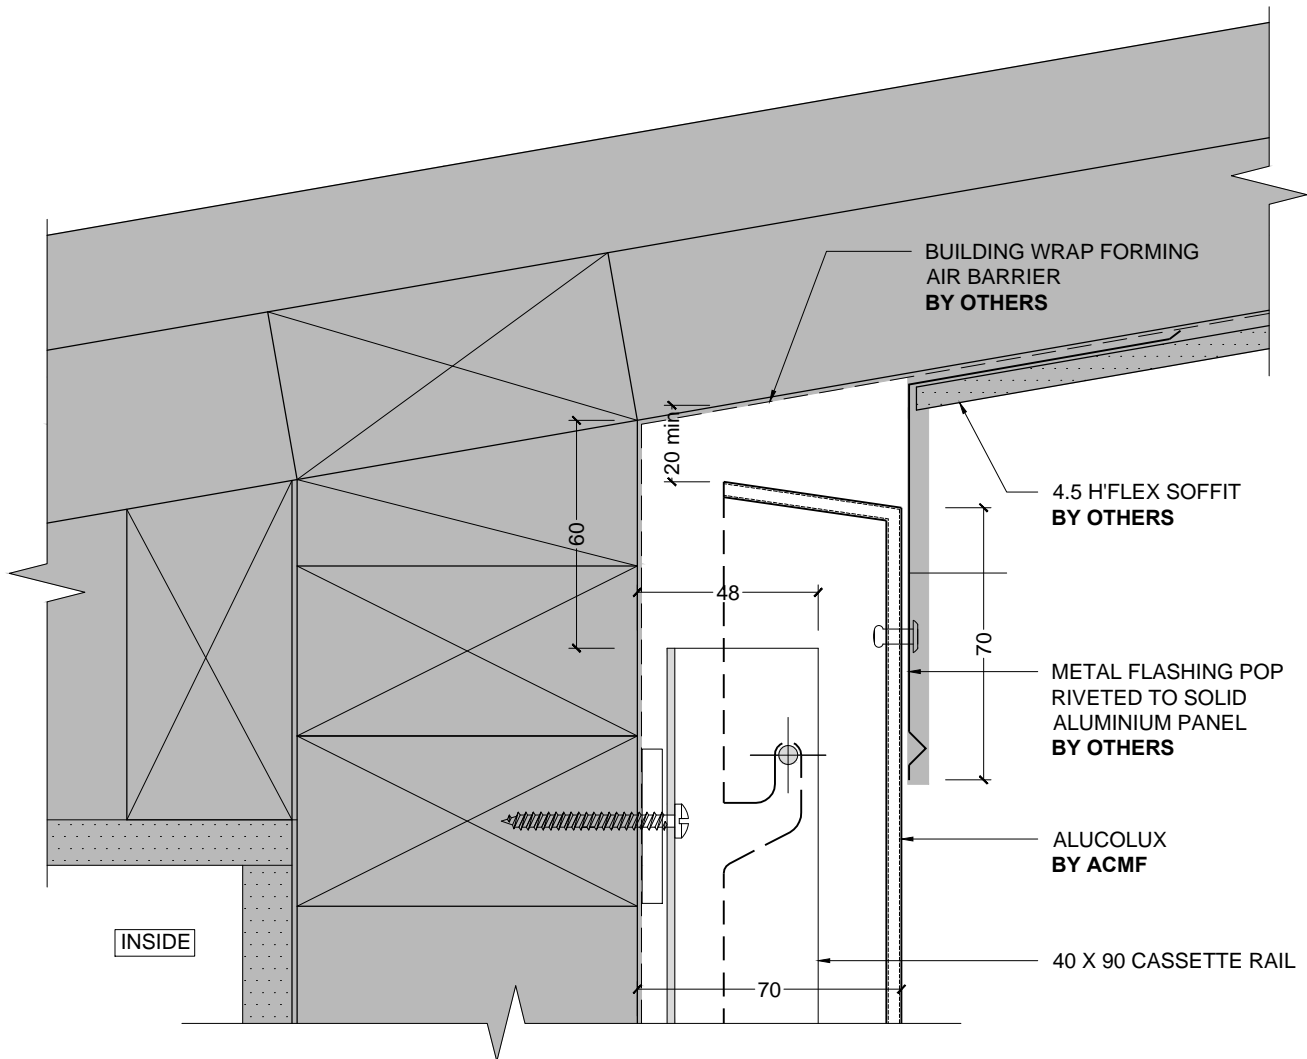 BUILDING WRAP FORMING
AIR BARRIER
BY OTHERS
20 min
4.5 H'FLEX SOFFIT
BY OTHERS
60
48
70
METAL FLASHING POP
RIVETED TO SOLID
ALUMINIUM PANEL
BY OTHERS
ALUCOLUX
BY ACMF
INSIDE
40 X 90 CASSETTE RAIL
70